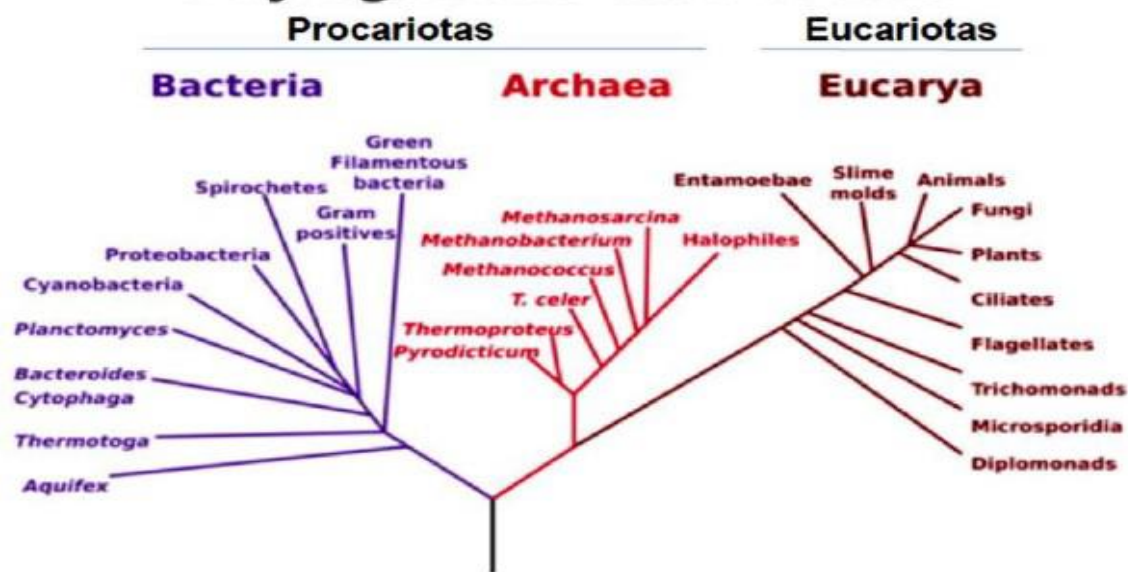 Procariotas
Eucariotas
Bacteria
Archaea
Eucarya
Green
Filamentous
bacteria
Spirochetes
Gram
positives
Proteobacteria
Cyanobacteria
Planctomyces
Bacteroides
Cytophaga
Thermotoga
Aquifex
Methanosarcina
Methanobacterium
Halophiles
Methanococcus
T. celer
Thermoproteus
Pyrodicticum
Entamoebae
Slime
molds
Animals
Fungi
Plants
Ciliates
Flagellates
Trichomonads
Microsporidia
Diplomonads